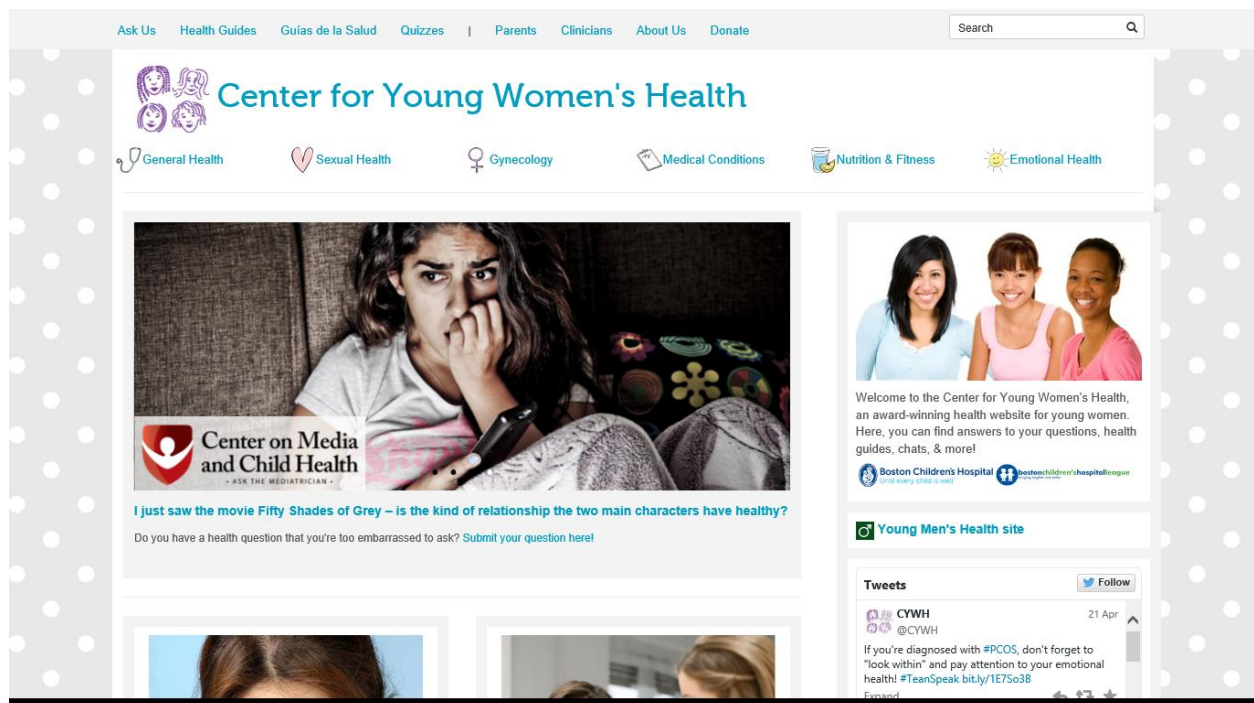 Ask Us Health Guides Guías de la Salud Quizzes | Parents Clinicians About Us Donate Search
Center for Young Women's Health
General Health Sexual Health Gynecology Medical Conditions Nutrition & Fitness Emotional Health
Center on Media
and Child Health
• ASK THE MEDIATRICIAN •
I just saw the movie Fifty Shades of Grey – is the kind of relationship the two main characters have healthy?
Do you have a health question that you're too embarrassed to ask? Submit your question here!
Welcome to the Center for Young Women's Health,
an award-winning health website for young women.
Here, you can find answers to your questions, health
guides, chats, & more!
Boston Children's Hospital
Until every child is well
bostonchildren'shospitalleague
Young Men's Health site
Tweets Follow
CYWH 21 Apr
@CYWH
If you're diagnosed with #PCOS, don't forget to
"look within" and pay attention to your emotional
health! #TeanSpeak bit.ly/1E7So3B
Expand